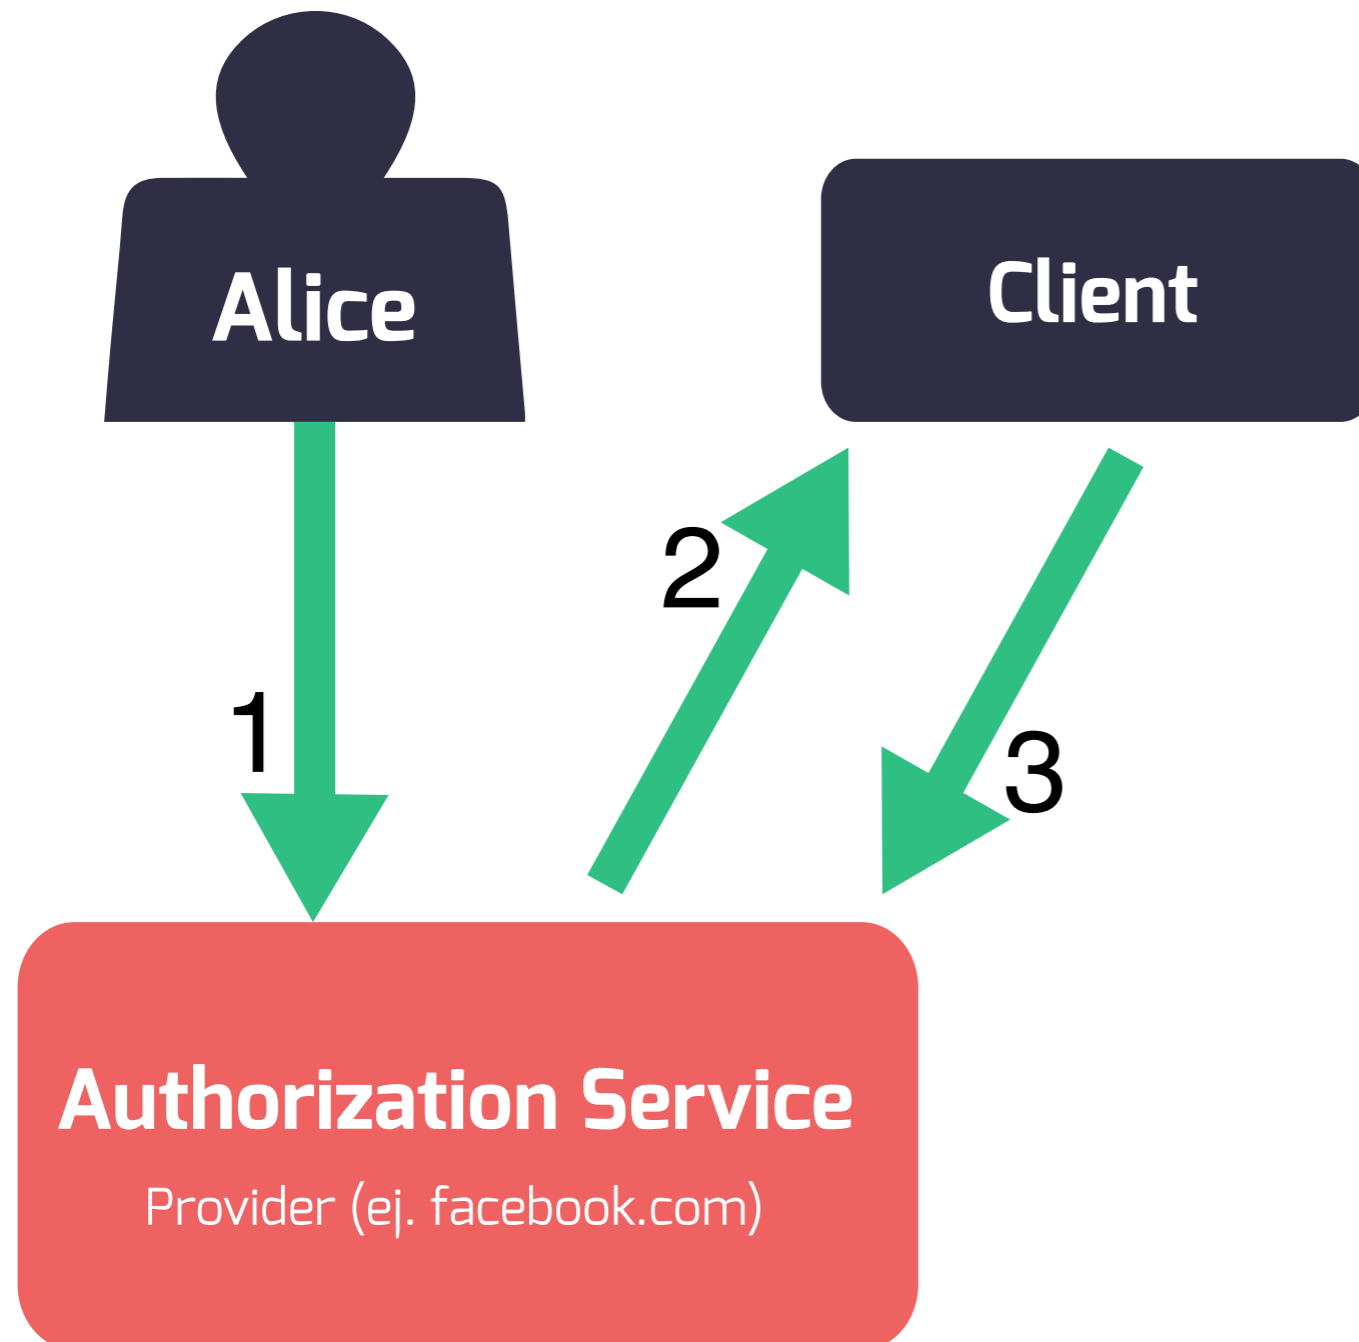 Alice
Client
2
1
3
Authorization Service
Provider (ej. facebook.com)